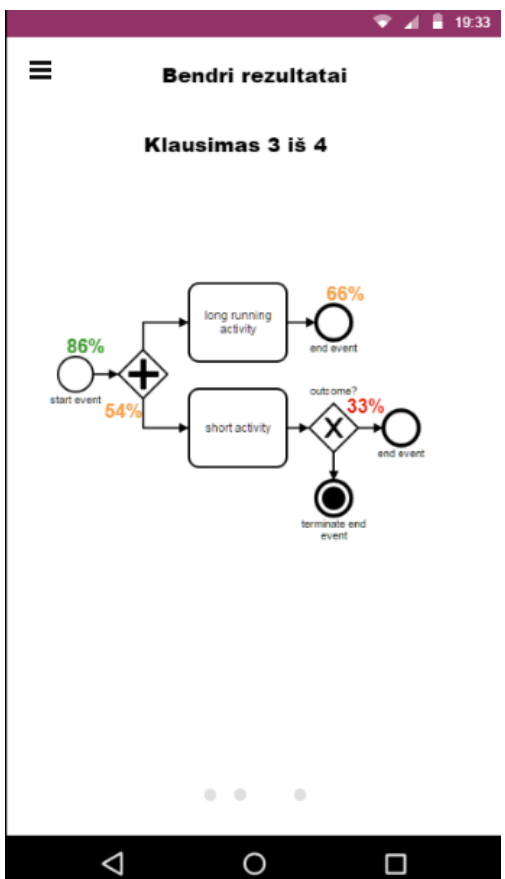 19:33
Bendri rezultatai
Klausimas 3 iš 4
66%
long running
activity
end event
86%
start event
54%
outcome?
33%
short activity
X
end event
terminate end
event